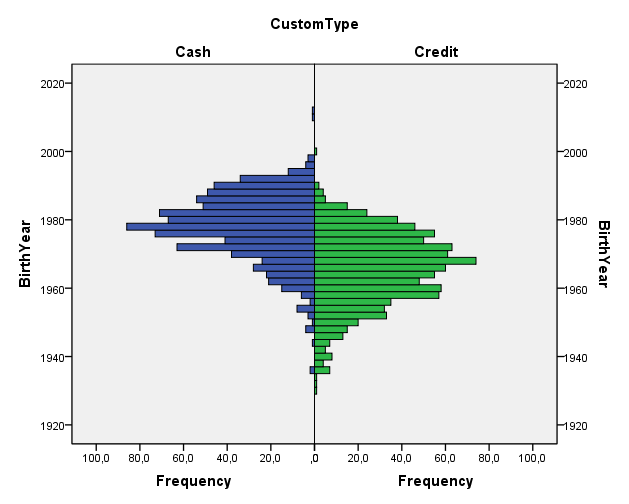 CustomType
Cash Credit
2020 2020
2000 2000
1980 1980
BirthYear BirthYear
1960 1960
1940 1940
1920 1920
100,0 80,0 60,0 40,0 20,0 ,0 20,0 40,0 60,0 80,0 100,0
Frequency Frequency